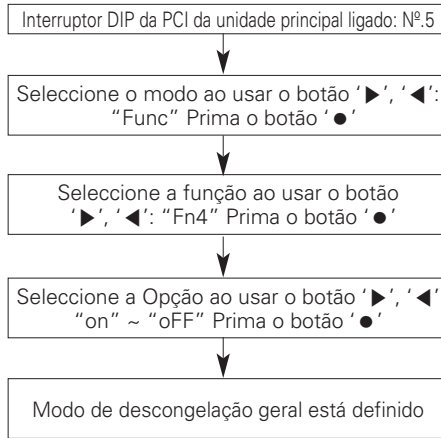 Interruptor DIP da PCI da unidade principal ligado: Nº.5
Seleccione o modo ao usar o botão ‘▶’, ‘◀’:
“Func” Prima o botão ‘●’
Seleccione a função ao usar o botão
‘▶’, ‘◀’: “Fn4” Prima o botão ‘●’
Seleccione a Opção ao usar o botão ‘▶’, ‘◀’
“on” ~ “oFF” Prima o botão ‘●’
Modo de descongelação geral está definido